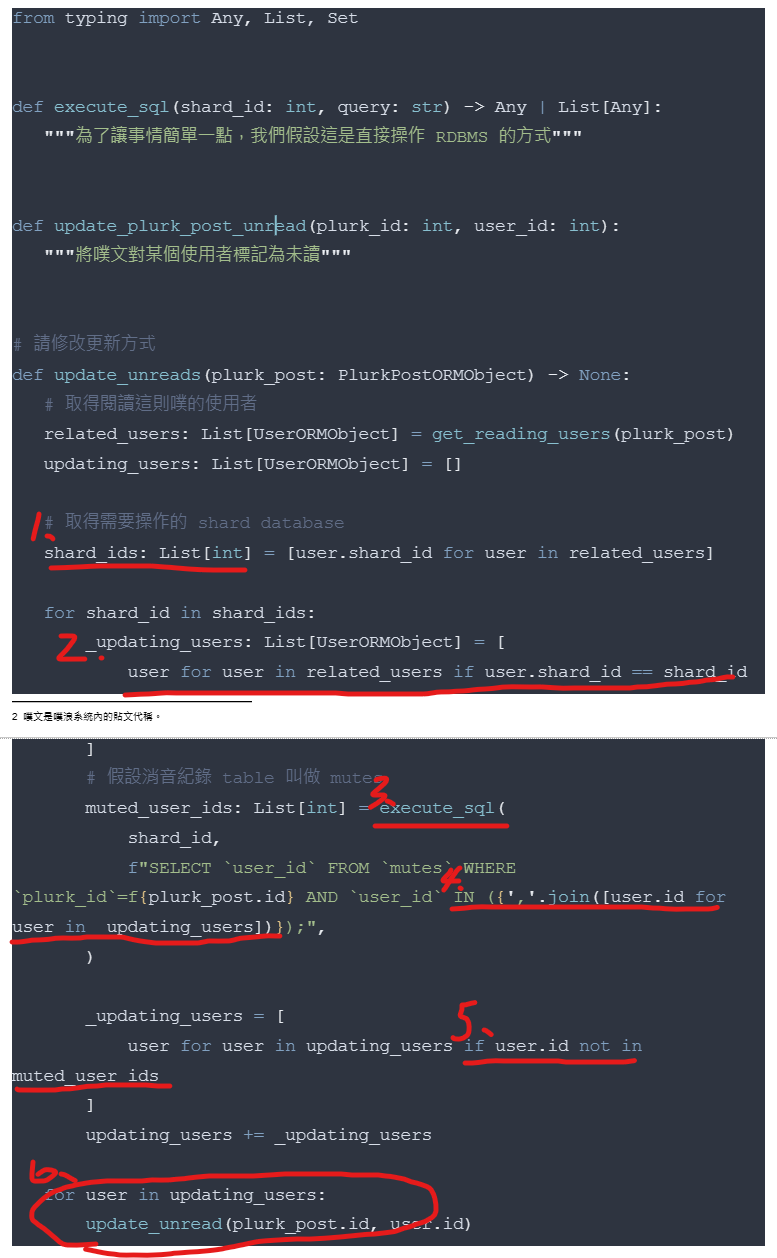 from typing import Any, List, Set
def execute_sql(shard_id: int, query: str) -> Any | List[Any]:
"""為了讓事情簡單一點，我們假設這是直接操作 RDBMS 的方式"""
def update_plurk_post_unread(plurk_id: int, user_id: int):
"""將噗文對某個使用者標記為未讀"""
# 請修改更新方式
def update_unreads(plurk_post: PlurkPostORMObject) -> None:
# 取得閱讀這則噗的使用者
related_users: List[UserORMObject] = get_reading_users(plurk_post)
updating_users: List[UserORMObject] = []
1、
# 取得需要操作的 shard database
shard_ids: List[int] = [user.shard_id for user in related_users]
for shard_id in shard_ids:
2.
_updating_users: List[UserORMObject] = [
user for user in related_users if user.shard_id == shard_id
2 噗文是噗浪系統內的貼文代稱。
]
# 假設消音紀錄 table 叫做 mutes
3、
muted_user_ids: List[int] = execute_sql(
shard_id,
f"SELECT `user_id` FROM `mutes` WHERE
4.
`plurk_id`=f{plurk_post.id} AND `user_id` IN ({','.join([user.id for
user in _updating_users])});",
)
_updating_users = [
5、
user for user in updating_users if user.id not in
muted_user_ids
]
updating_users += _updating_users
6、
for user in updating_users:
update_unread(plurk_post.id, user.id)